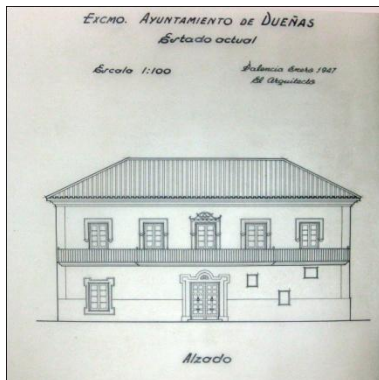 EXCMO. AYUNTAMIENTO DE DUEÑAS
Estado actual
Escala 1:100
Palencia Enero 1947
El Arquitecto
Alzado